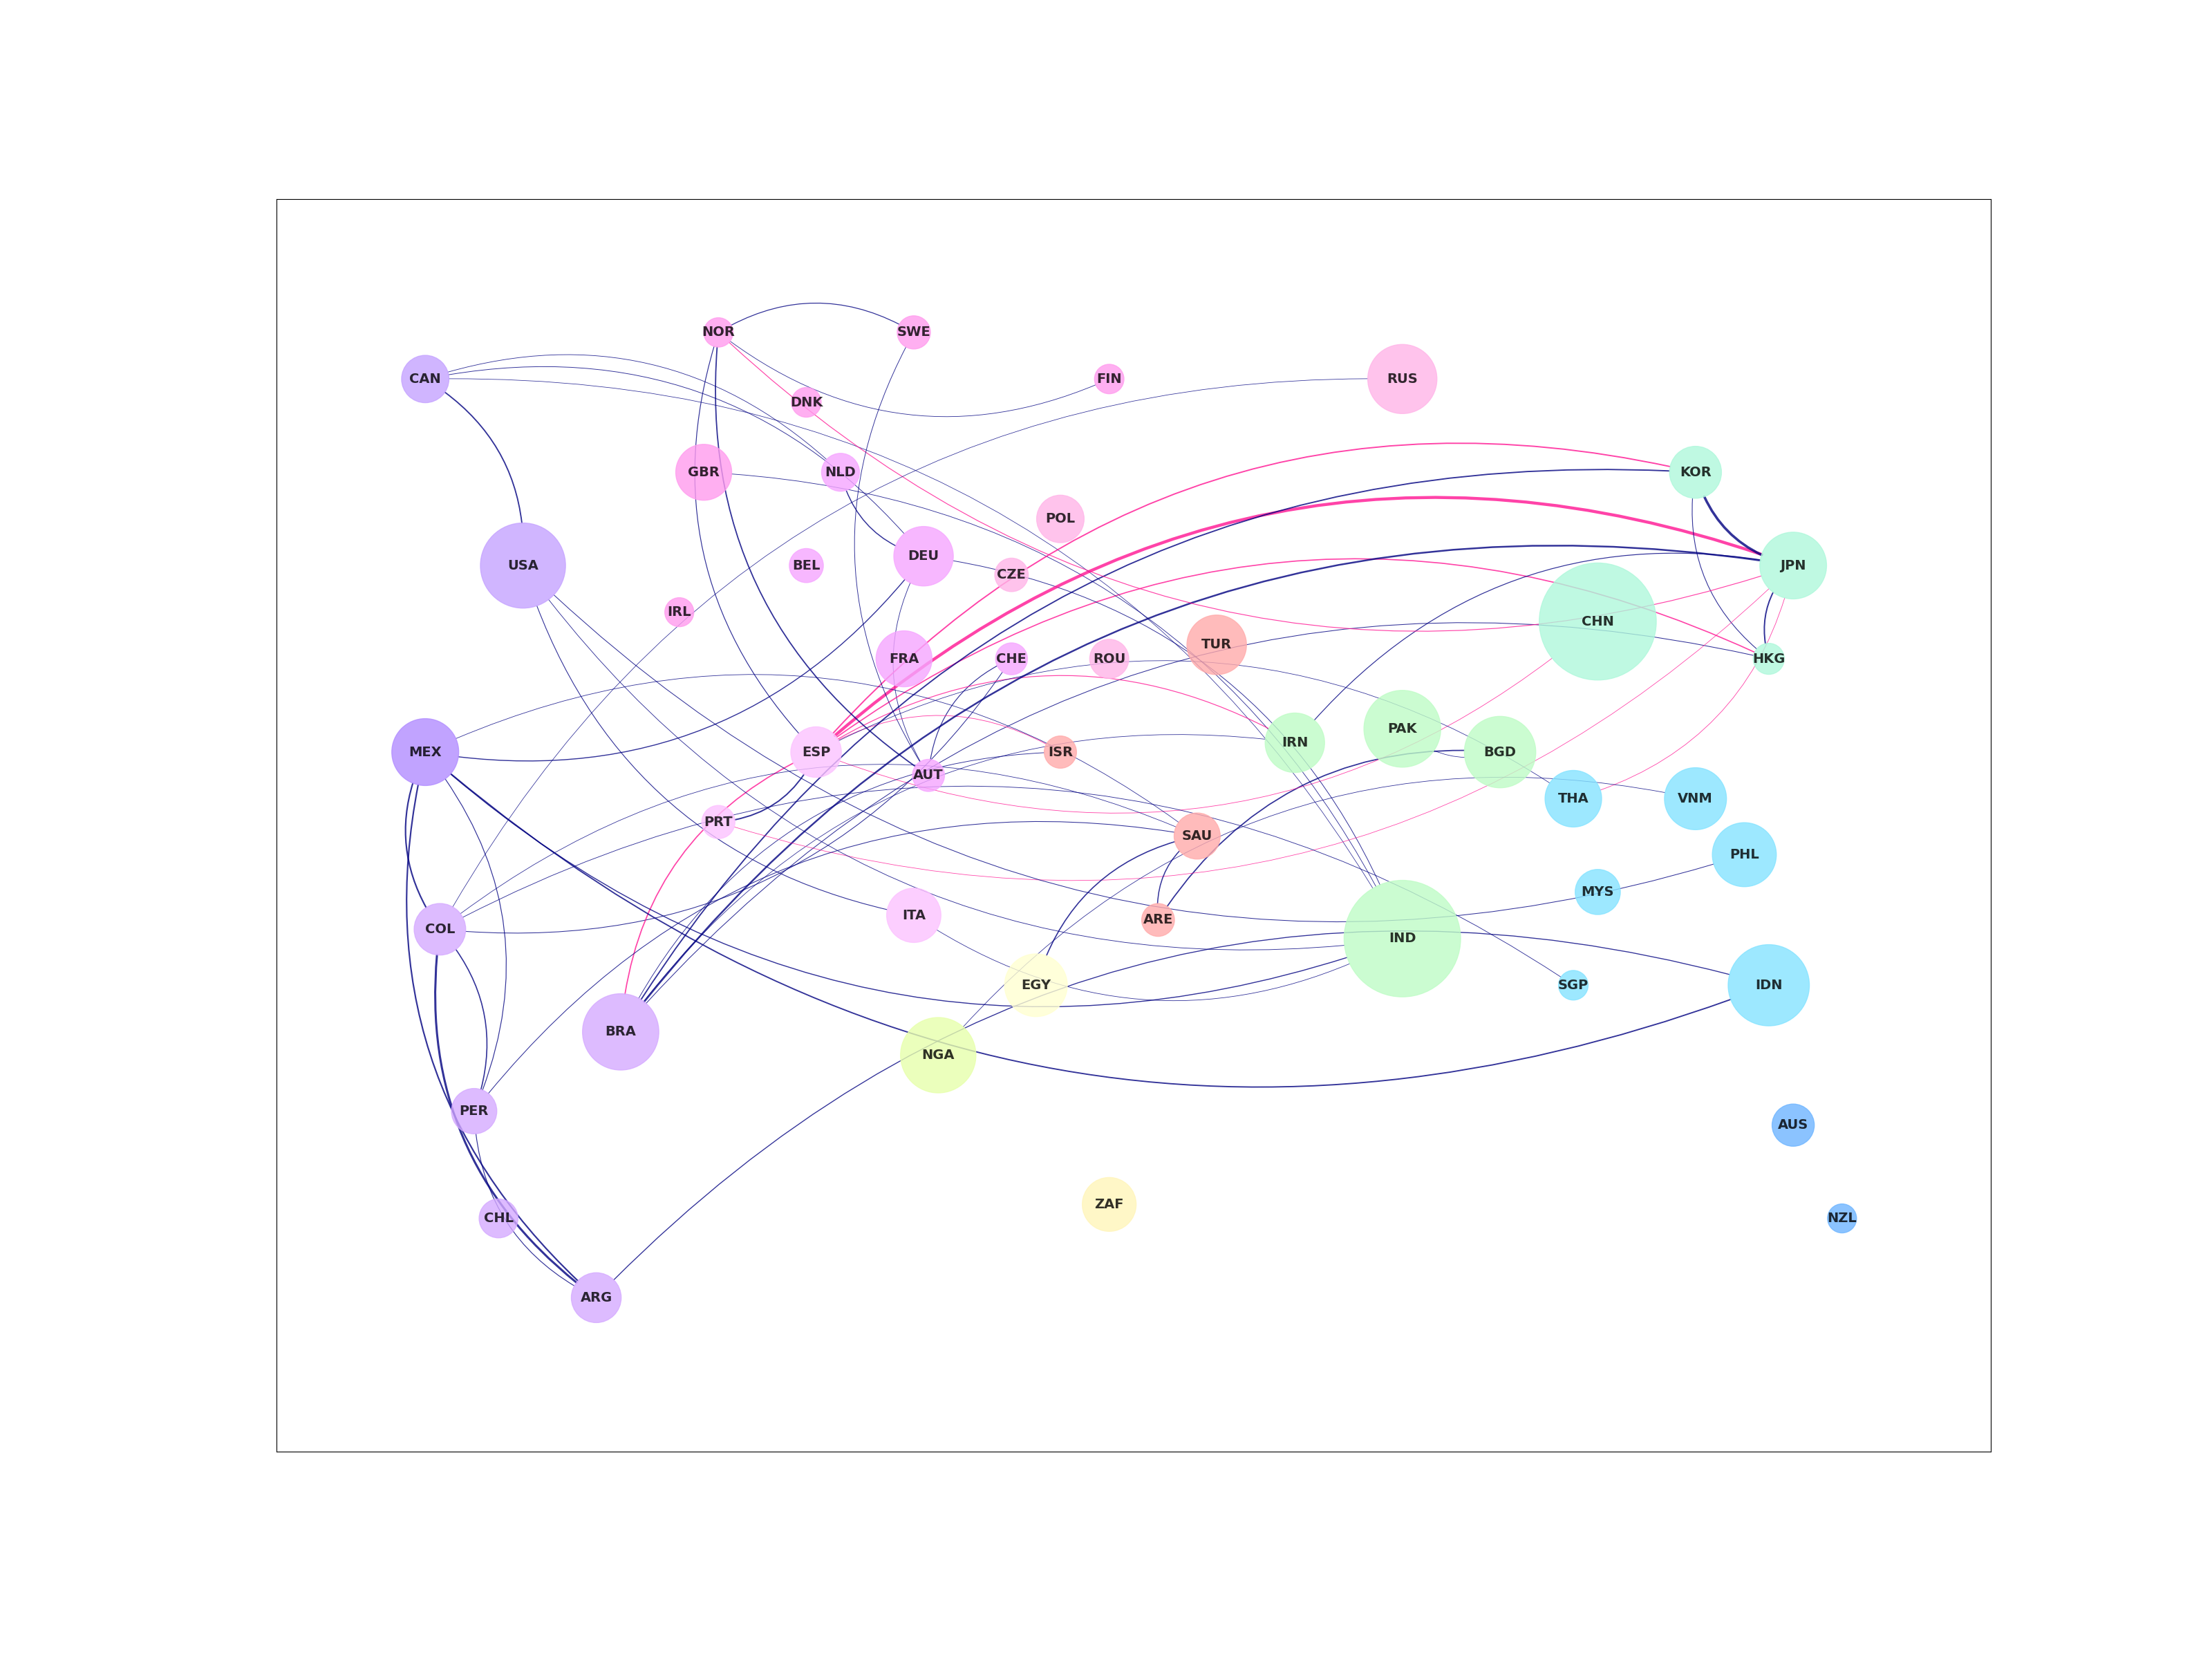 NOR
SWE
CAN
FIN
RUS
DNK
GBR
NLD
KOR
POL
DEU
USA
BEL
CZE
JPN
IRL
CHN
TUR
FRA
CHE
ROU
HKG
PAK
IRN
MEX
ESP
ISR
BGD
AUT
THA
VNM
PRT
SAU
PHL
MYS
ITA
ARE
COL
IND
EGY
SGP
IDN
BRA
NGA
PER
AUS
ZAF
CHL
NZL
ARG